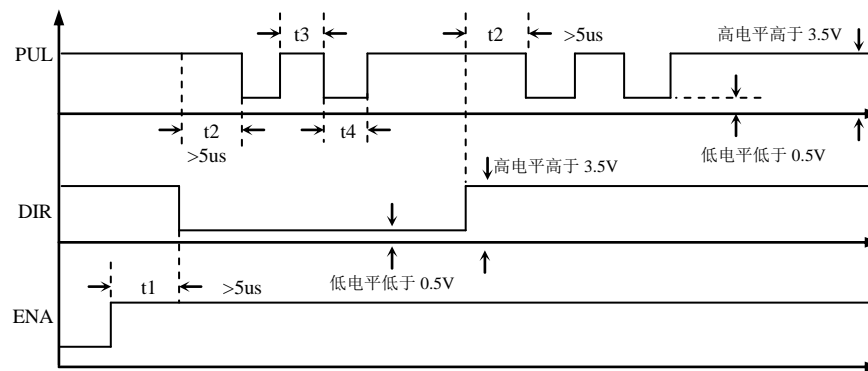 t3
t2
>5us
高电平高于 3.5V
PUL
t2
t4
>5us
低电平低于 0.5V
高电平高于 3.5V
DIR
t1
>5us
低电平低于 0.5V
ENA